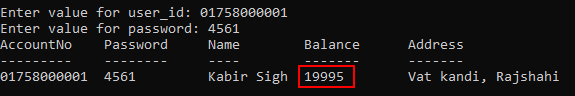 Enter value for user_id: 01758000001
Enter value for password: 4561
AccountNo Password Name Balance Address
--------- -------- ---- ------- -------
01758000001 4561 Kabir Sigh 19995 Vat kandi, Rajshahi